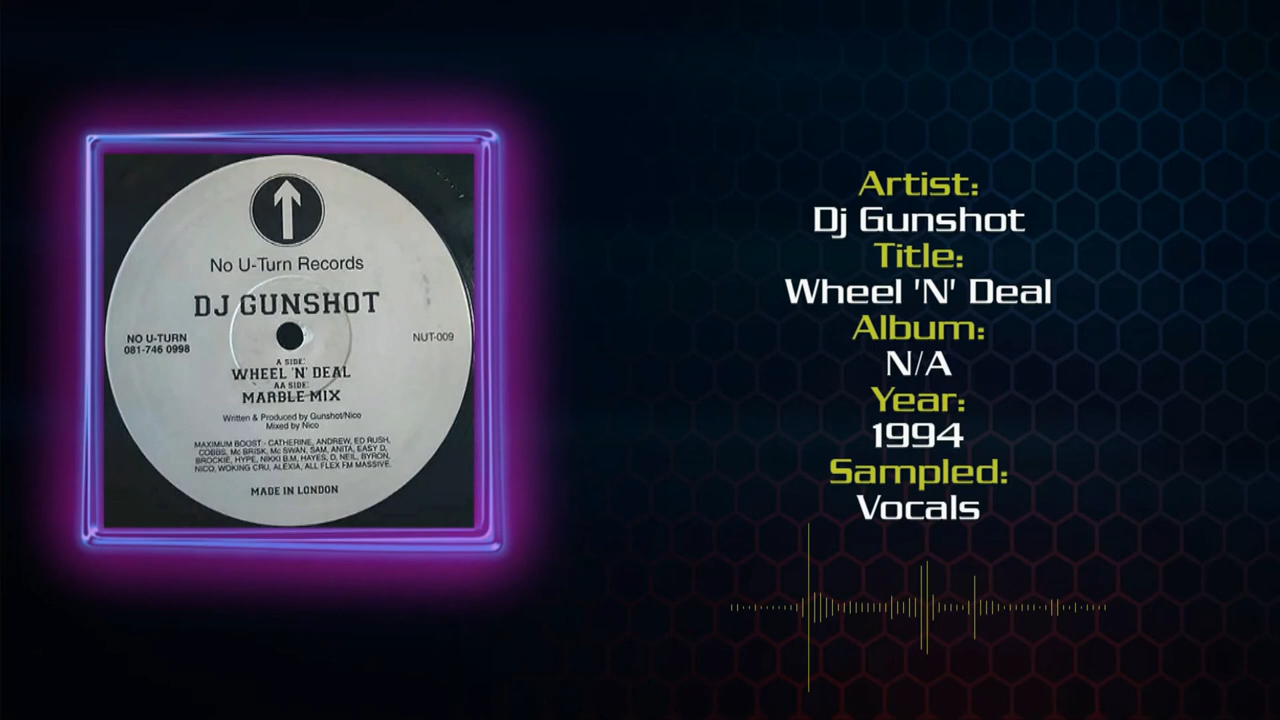 No U-Turn Records
DJ GUNSHOT
NO U-TURN
081-746 0998
NUT-009
A SIDE:
WHEEL 'N' DEAL
AA SIDE:
MARBLE MIX
Written & Produced by Gunshot/Nico
Mixed by Nico
MAXIMUM BOOST:- CATHERINE, ANDREW, ED RUSH,
COBBS, Mc BRISK, Mc SWAN, SAM, ANITA, EASY D,
BROCKIE, HYPE, NIKKI B.M, HAYES, D, NEIL, BYRON,
NICO, WOKING CRU, ALEXIA, ALL FLEX FM MASSIVE.
MADE IN LONDON
Artist:
Dj Gunshot
Title:
Wheel 'N' Deal
Album:
N/A
Year:
1994
Sampled:
Vocals